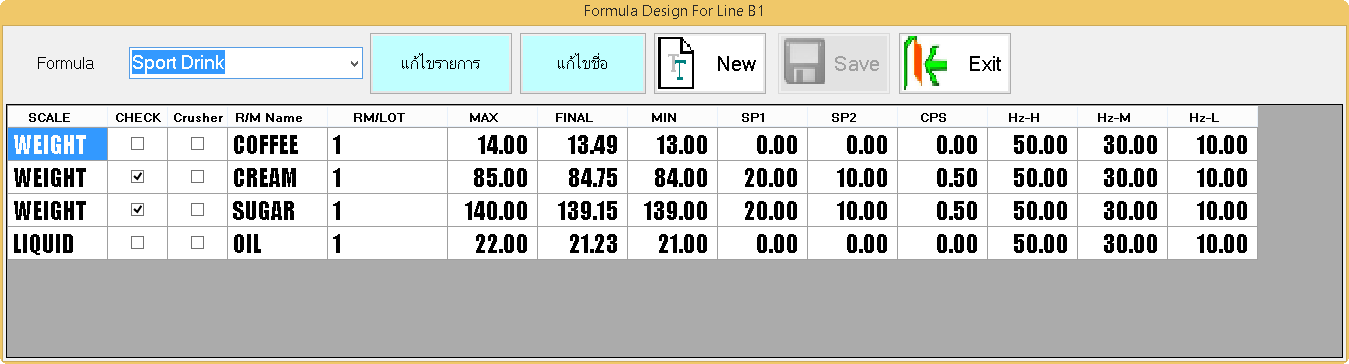 Formula Design For Line B1
Formula Sport Drink แก้ไขรายการ แก้ไขชื่อ New Save Exit
SCALE CHECK Crusher R/M Name RM/LOT MAX FINAL MIN SP1 SP2 CPS Hz-H Hz-M Hz-L
WEIGHT COFFEE 1 14.00 13.49 13.00 0.00 0.00 0.00 50.00 30.00 10.00
WEIGHT CREAM 1 85.00 84.75 84.00 20.00 10.00 0.50 50.00 30.00 10.00
WEIGHT SUGAR 1 140.00 139.15 139.00 20.00 10.00 0.50 50.00 30.00 10.00
LIQUID OIL 1 22.00 21.23 21.00 0.00 0.00 0.00 50.00 30.00 10.00